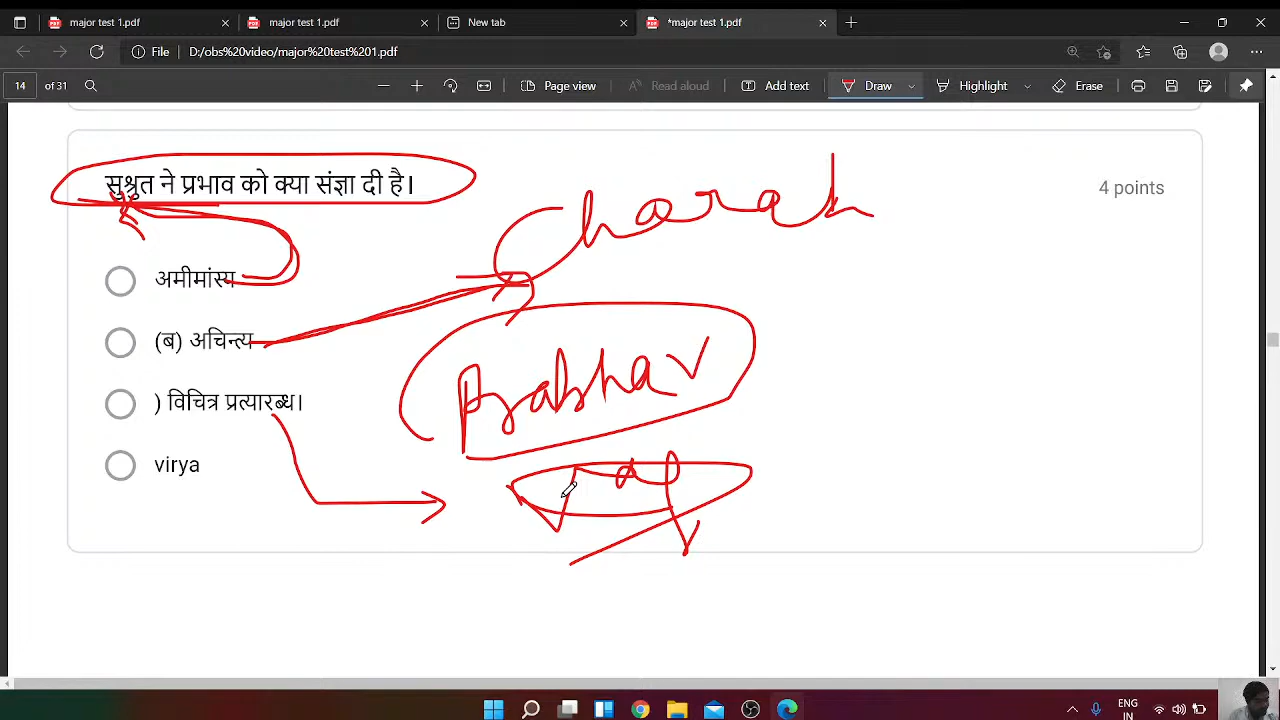 major test 1.pdf
major test 1.pdf
New tab
*major test 1.pdf
File D:/obs%20video/major%20test%201.pdf
14 of 31
Page view
Read aloud
Add text
Draw
Highlight
Erase
सुश्रुत ने प्रभाव को क्या संज्ञा दी है।
4 points
Charak
अमीमांस्य
(ब) अचिन्त्य
Prabhav
) विचित्र प्रत्यारब्ध।
virya
ENG
IN